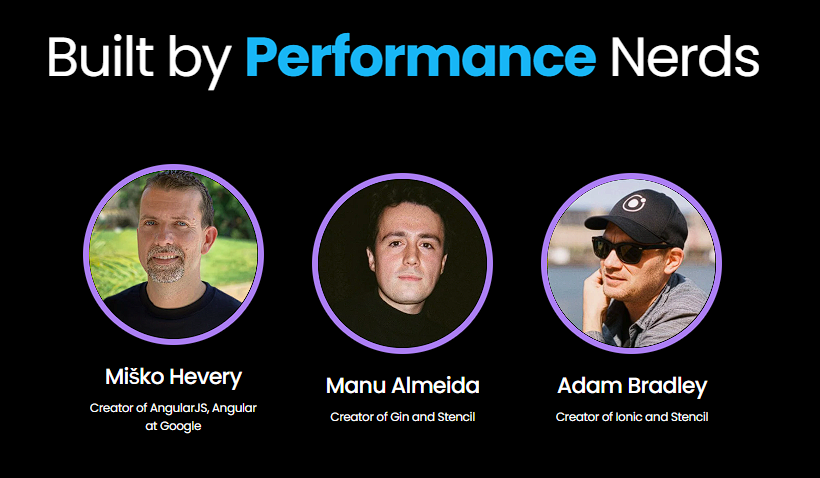 Built by Performance Nerds
Miško Hevery
Creator of AngularJS, Angular
at Google
Manu Almeida
Creator of Gin and Stencil
Adam Bradley
Creator of Ionic and Stencil